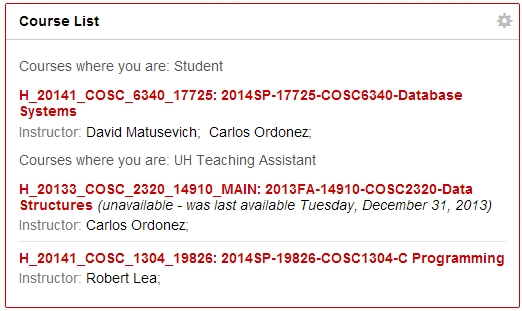 Course List
Courses where you are: Student
H_20141_COSC_6340_17725: 2014SP-17725-COSC6340-Database
Systems
Instructor: David Matusevich;  Carlos Ordonez;
Courses where you are: UH Teaching Assistant
H_20133_COSC_2320_14910_MAIN: 2013FA-14910-COSC2320-Data
Structures (unavailable - was last available Tuesday, December 31, 2013)
Instructor: Carlos Ordonez;
H_20141_COSC_1304_19826: 2014SP-19826-COSC1304-C Programming
Instructor: Robert Lea;